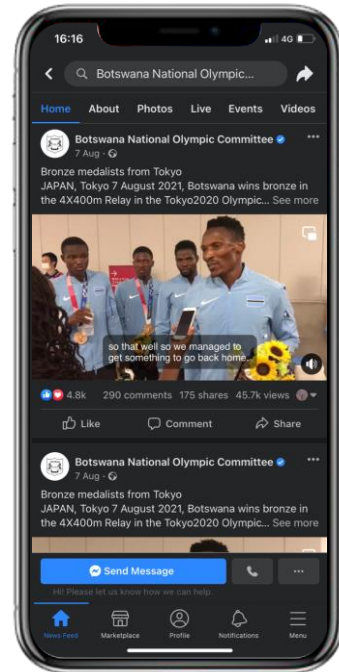 16:16
4G
Botswana National Olympic...
Home About Photos Live Events Videos
Botswana National Olympic Committee
7 Aug ·
Bronze medalists from Tokyo
JAPAN, Tokyo 7 August 2021, Botswana wins bronze in
the 4X400m Relay in the Tokyo2020 Olympic... See more
so that well so we managed to
get something to go back home.
4.8k 290 comments 175 shares 45.7k views
Like Comment Share
Botswana National Olympic Committee
7 Aug ·
Bronze medalists from Tokyo
JAPAN, Tokyo 7 August 2021, Botswana wins bronze in
the 4X400m Relay in the Tokyo2020 Olympic... See more
Send Message
Hi! Please let us know how we can help.
News Feed Marketplace Profile Notifications Menu